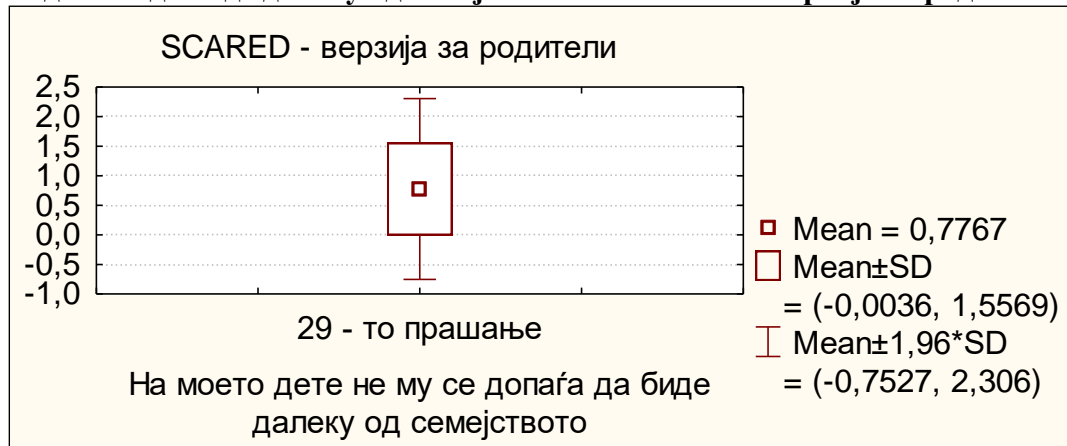 SCARED - верзија за родители
2,5
2,0
1,5
1,0
0,5
0,0
-0,5
-1,0
29 - то прашање
На моето дете не му се допаѓа да биде
далеку од семејството
Mean = 0,7767
Mean±SD
= (-0,0036, 1,5569)
Mean±1,96*SD
= (-0,7527, 2,306)